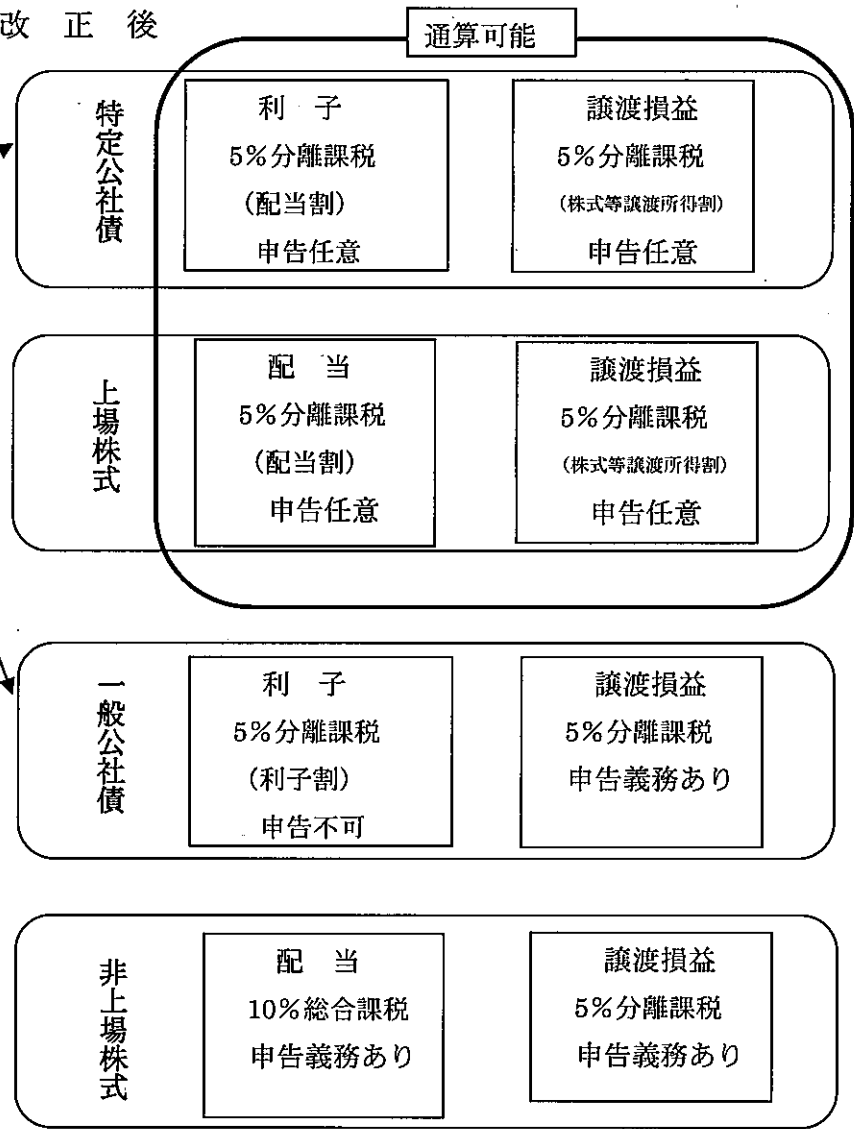 改正後
通算可能
特定公社債
利子
5%分離課税
(配当割)
申告任意
譲渡損益
5%分離課税
(株式等譲渡所得割)
申告任意
上場株式
配当
5%分離課税
(配当割)
申告任意
譲渡損益
5%分離課税
(株式等譲渡所得割)
申告任意
一般公社債
利子
5%分離課税
(利子割)
申告不可
譲渡損益
5%分離課税
申告義務あり
非上場株式
配当
10%総合課税
申告義務あり
譲渡損益
5%分離課税
申告義務あり